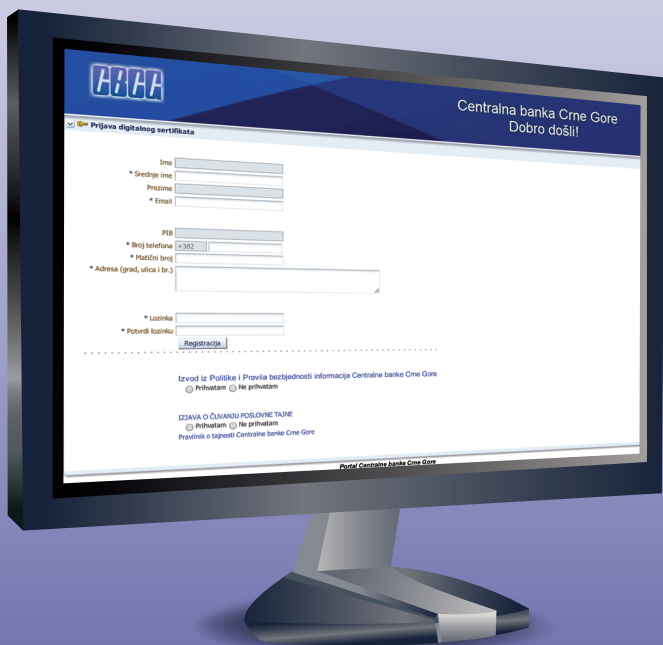 CBCG
Centralna banka Crne Gore
Dobro došli!
Prijava digitalnog sertifikata
Ime
* Srednje ime
Prezime
* Email
PIB
* Broj telefona +382
* Matični broj
* Adresa (grad, ulica i br.)
* Lozinka
* Potvrdi lozinku
Registracija
Izvod iz Politike i Pravila bezbjednosti informacija Centralne banke Crne Gore
Prihvatam Ne prihvatam
IZJAVA O ČUVANJU POSLOVNE TAJNE
Prihvatam Ne prihvatam
Pravilnik o tajnosti Centralne banke Crne Gore
Portal Centralne banke Crne Gore